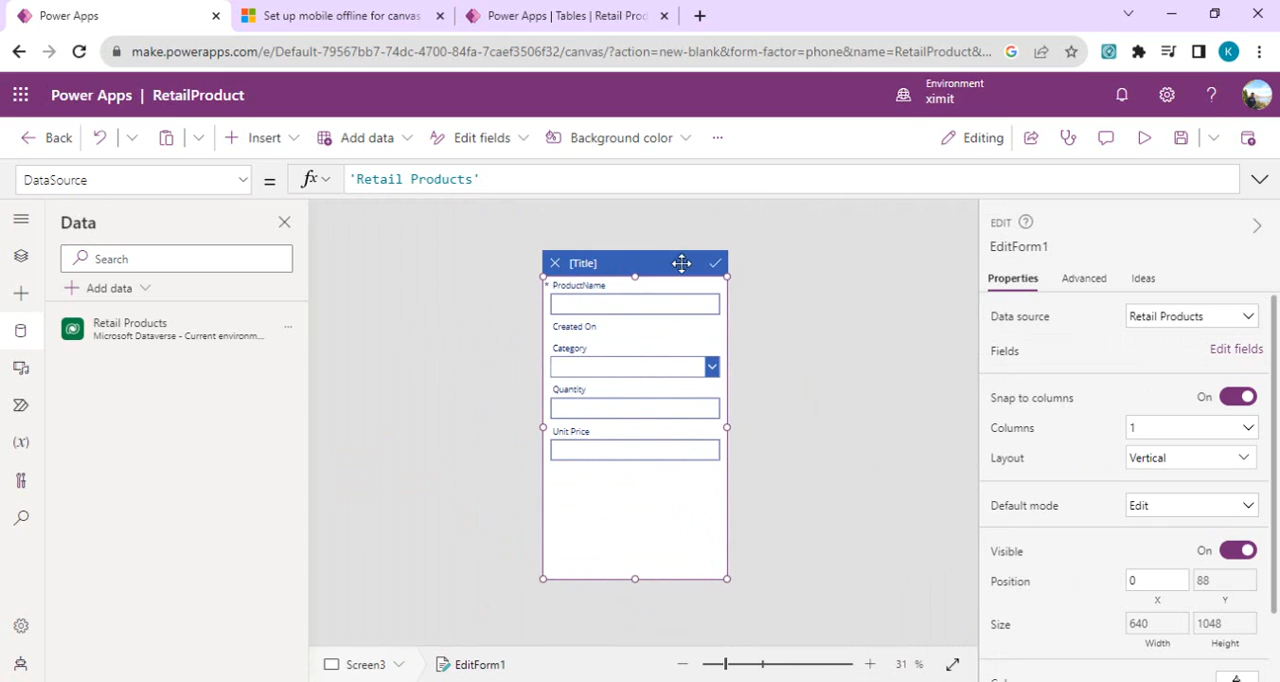 Power Apps
Set up mobile offline for canvas
Power Apps | Tables | Retail Proc
make.powerapps.com/e/Default-79567bb7-74dc-4700-84fa-7caef3506f32/canvas/?action=new-blank&form-factor=phone&name=RetailProduct&...
K
Power Apps | RetailProduct
Environment
ximit
Back
Insert
Add data
Edit fields
Background color
...
Editing
DataSource
=
fx
'Retail Products'
Data
Search
Add data
Retail Products
Microsoft Dataverse - Current environm...
...
[Title]
* ProductName
Created On
Category
Quantity
Unit Price
EDIT
EditForm1
Properties
Advanced
Ideas
Data source
Retail Products
Fields
Edit fields
Snap to columns
On
Columns
1
Layout
Vertical
Default mode
Edit
Visible
On
Position
0
88
X
Y
Size
640
1048
Width
Height
Screen3
EditForm1
31 %